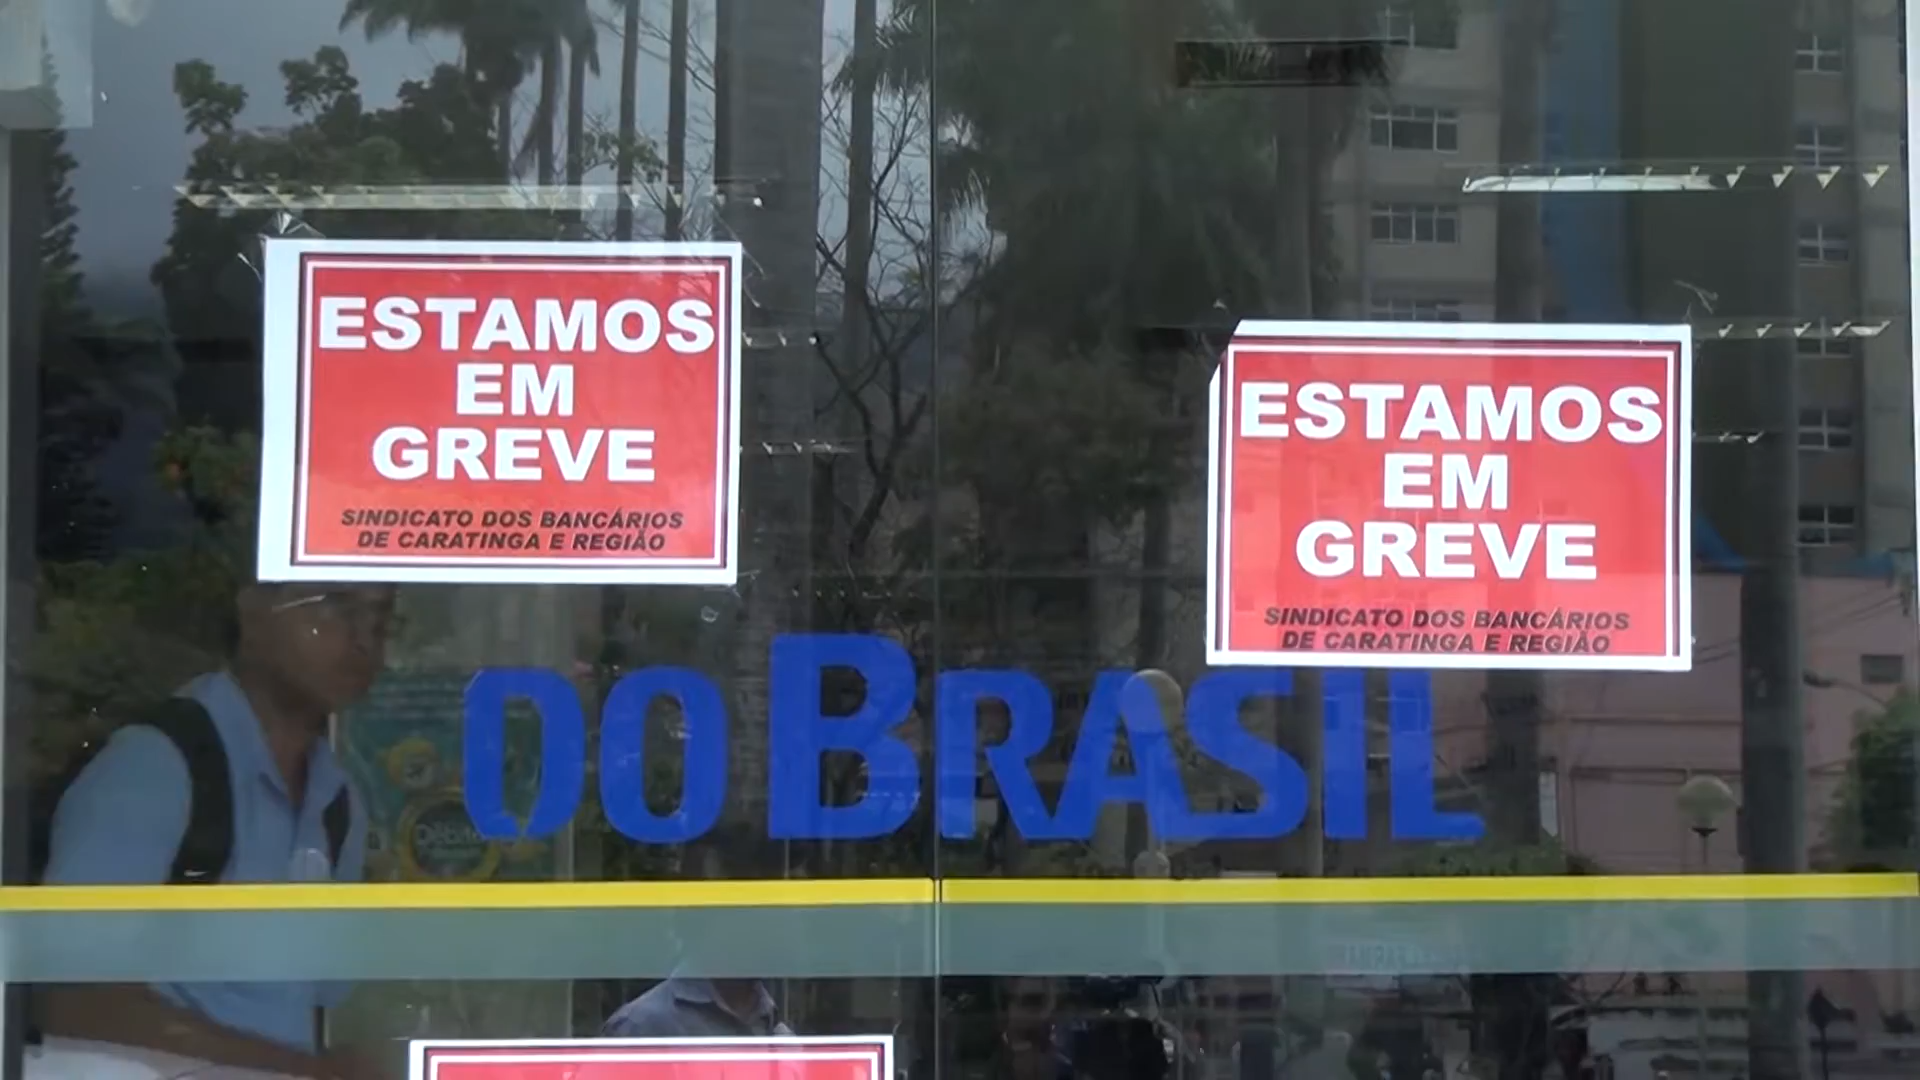 ESTAMOS
EM
GREVE
SINDICATO DOS BANCÁRIOS
DE CARATINGA E REGIÃO
ESTAMOS
EM
GREVE
SINDICATO DOS BANCÁRIOS
DE CARATINGA E REGIÃO
DO BRASIL